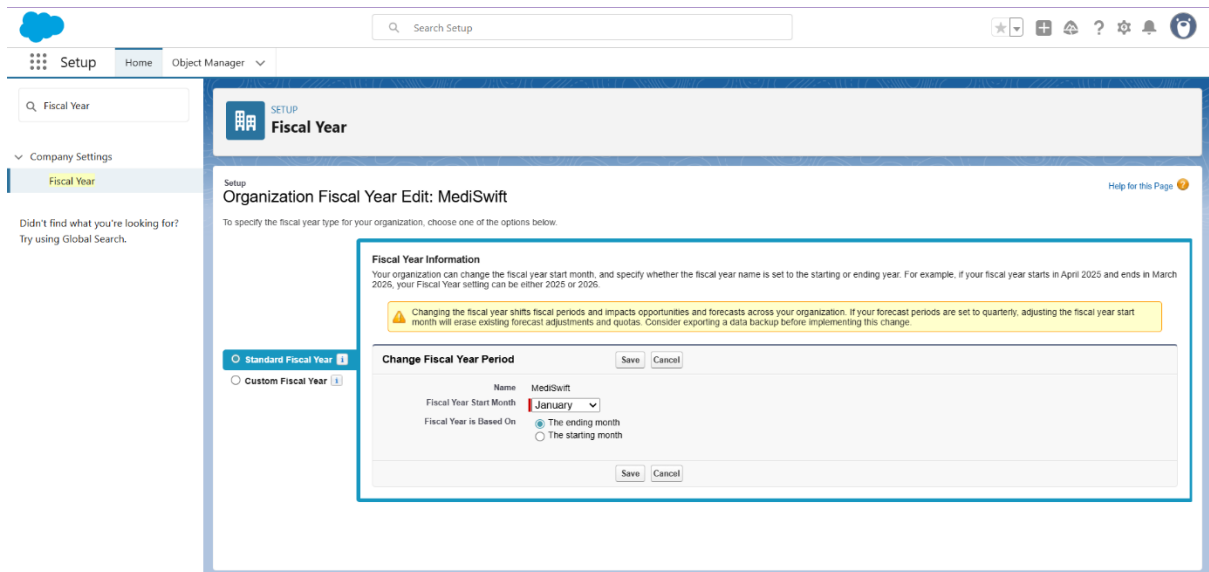 Search Setup
Setup
Home
Object Manager
Fiscal Year
Company Settings
Fiscal Year
Didn't find what you're looking for?
Try using Global Search.
SETUP
Fiscal Year
Setup
Organization Fiscal Year Edit: MediSwift
Help for this Page
To specify the fiscal year type for your organization, choose one of the options below.
Standard Fiscal Year
Custom Fiscal Year
Fiscal Year Information
Your organization can change the fiscal year start month, and specify whether the fiscal year name is set to the starting or ending year. For example, if your fiscal year starts in April 2025 and ends in March
2026, your Fiscal Year setting can be either 2025 or 2026.
Changing the fiscal year shifts fiscal periods and impacts opportunities and forecasts across your organization. If your forecast periods are set to quarterly, adjusting the fiscal year start
month will erase existing forecast adjustments and quotas. Consider exporting a data backup before implementing this change.
Change Fiscal Year Period
Save Cancel
Name MediSwift
Fiscal Year Start Month January
Fiscal Year is Based On The ending month
The starting month
Save Cancel